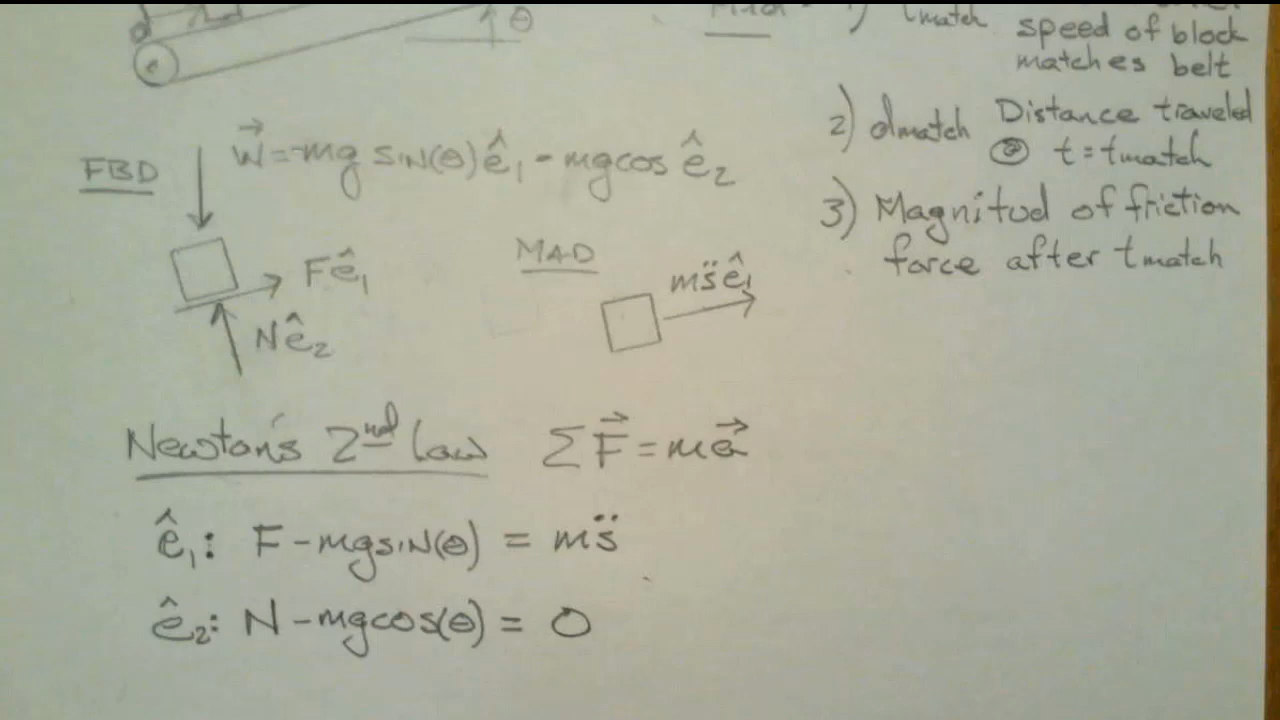 θ
1) tmatch
speed of block
matches belt
2) dmatch Distance traveled
@ t = tmatch
3) Magnitud of friction
force after tmatch
FBD
W⃗ = -mg sin(θ) ê₁ - mgcos ê₂
Fê₁
Nê₂
MAD
ms̈ê₁
Newton's 2nd law ΣF⃗ = ma⃗
ê₁: F - mgsin(θ) = ms̈
ê₂: N - mgcos(θ) = 0